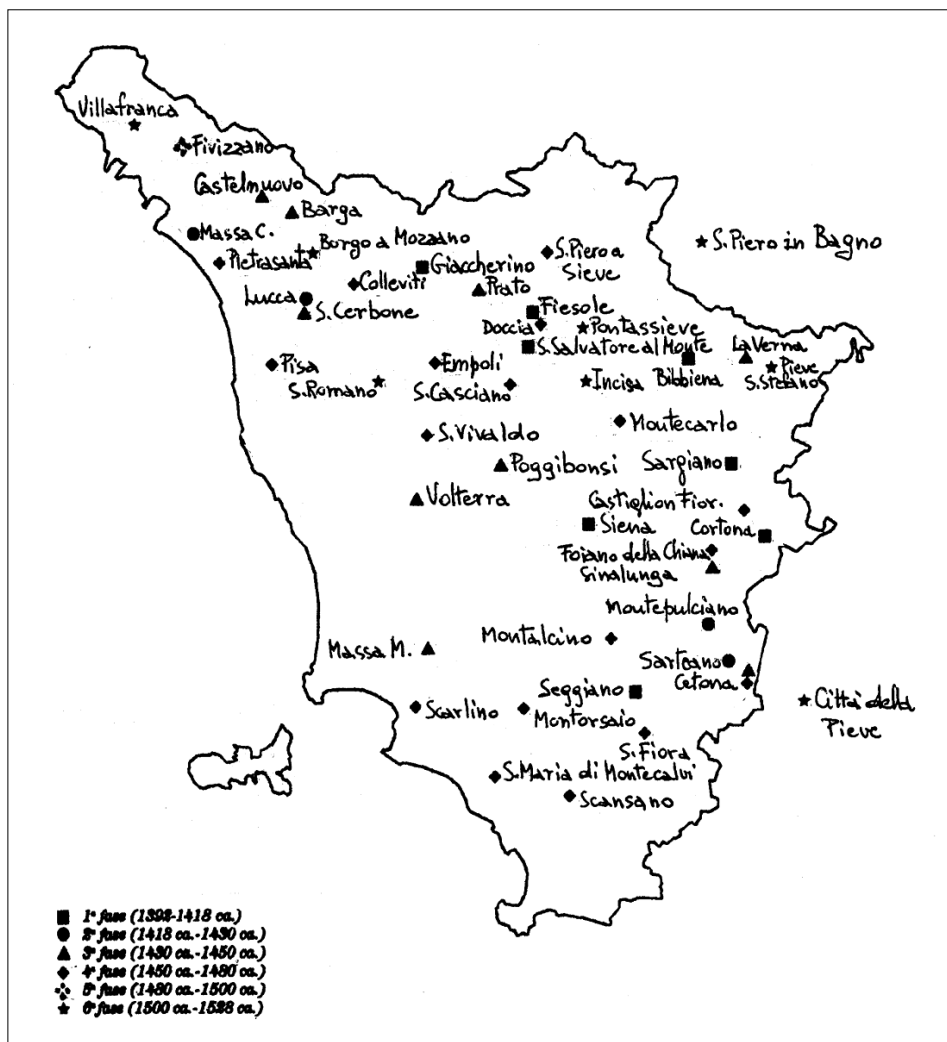 Villafranca
Fivizzano
Castelnuovo
Barga
Massa C.
Borgo a Mozzano
Pietrasanta
Giaccherino
S. Piero a
Sieve
S. Piero in Bagno
Colleviti
Prato
Lucca
S. Cerbone
Fiesole
Doccia
Pontassieve
S. Salvatore al Monte
La Verna
Bibbiena
Pieve
S. Stefano
Pisa
Empoli
S. Romano
S. Casciano
Incisa
S. Vivaldo
Montecarlo
Poggibonsi
Sargiano
Volterra
Castiglion Fior.
Siena
Cortona
Foiano della Chiana
Sinalunga
Montepulciano
Montalcino
Massa M.
Sarteano
Cetona
Seggiano
Scarlino
Montorsaio
Città della
Pieve
S. Fiora
S. Maria di Montecalvi
Scansano
1ª fase (1392-1418 ca.)
2ª fase (1418 ca.-1430 ca.)
3ª fase (1430 ca.-1450 ca.)
4ª fase (1450 ca.-1480 ca.)
5ª fase (1480 ca.-1500 ca.)
6ª fase (1500 ca.-1528 ca.)